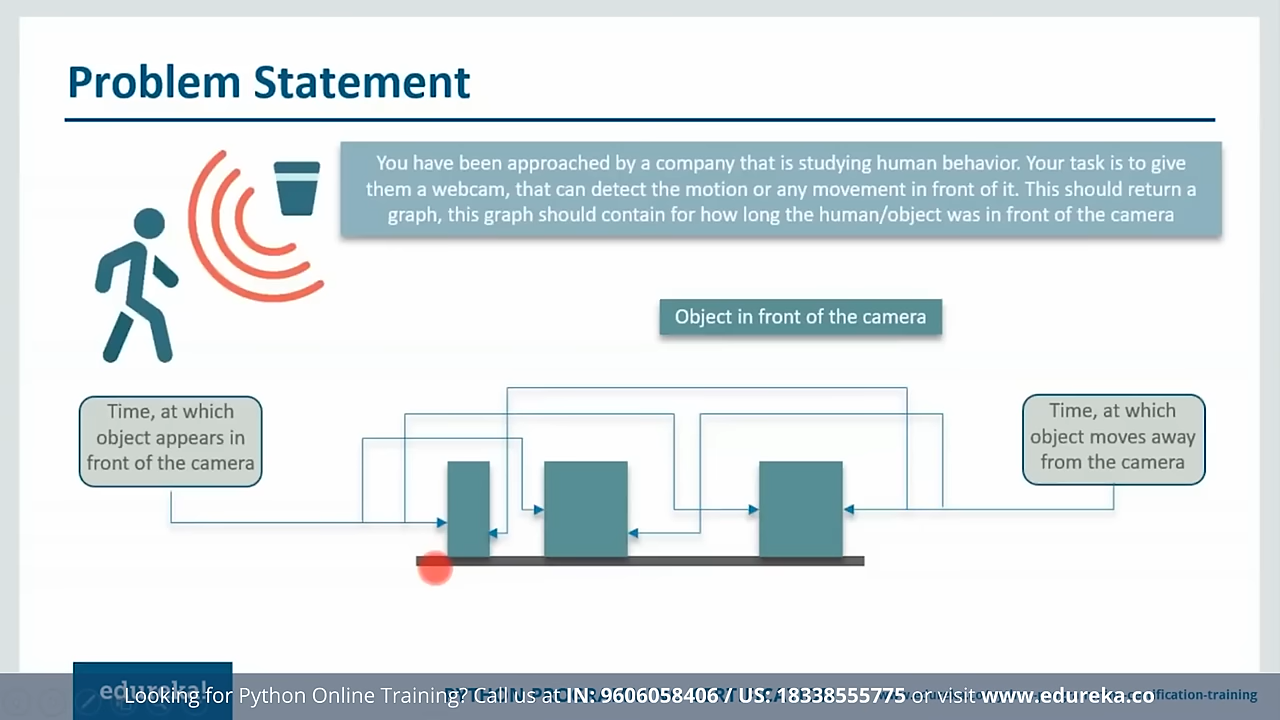 Problem Statement
You have been approached by a company that is studying human behavior. Your task is to give
them a webcam, that can detect the motion or any movement in front of it. This should return a
graph, this graph should contain for how long the human/object was in front of the camera
Object in front of the camera
Time, at which
object appears in
front of the camera
Time, at which
object moves away
from the camera
edureka!
Looking for Python Online Training? Call us at IN: 9606058406 / US: 18338555775 or visit www.edureka.co